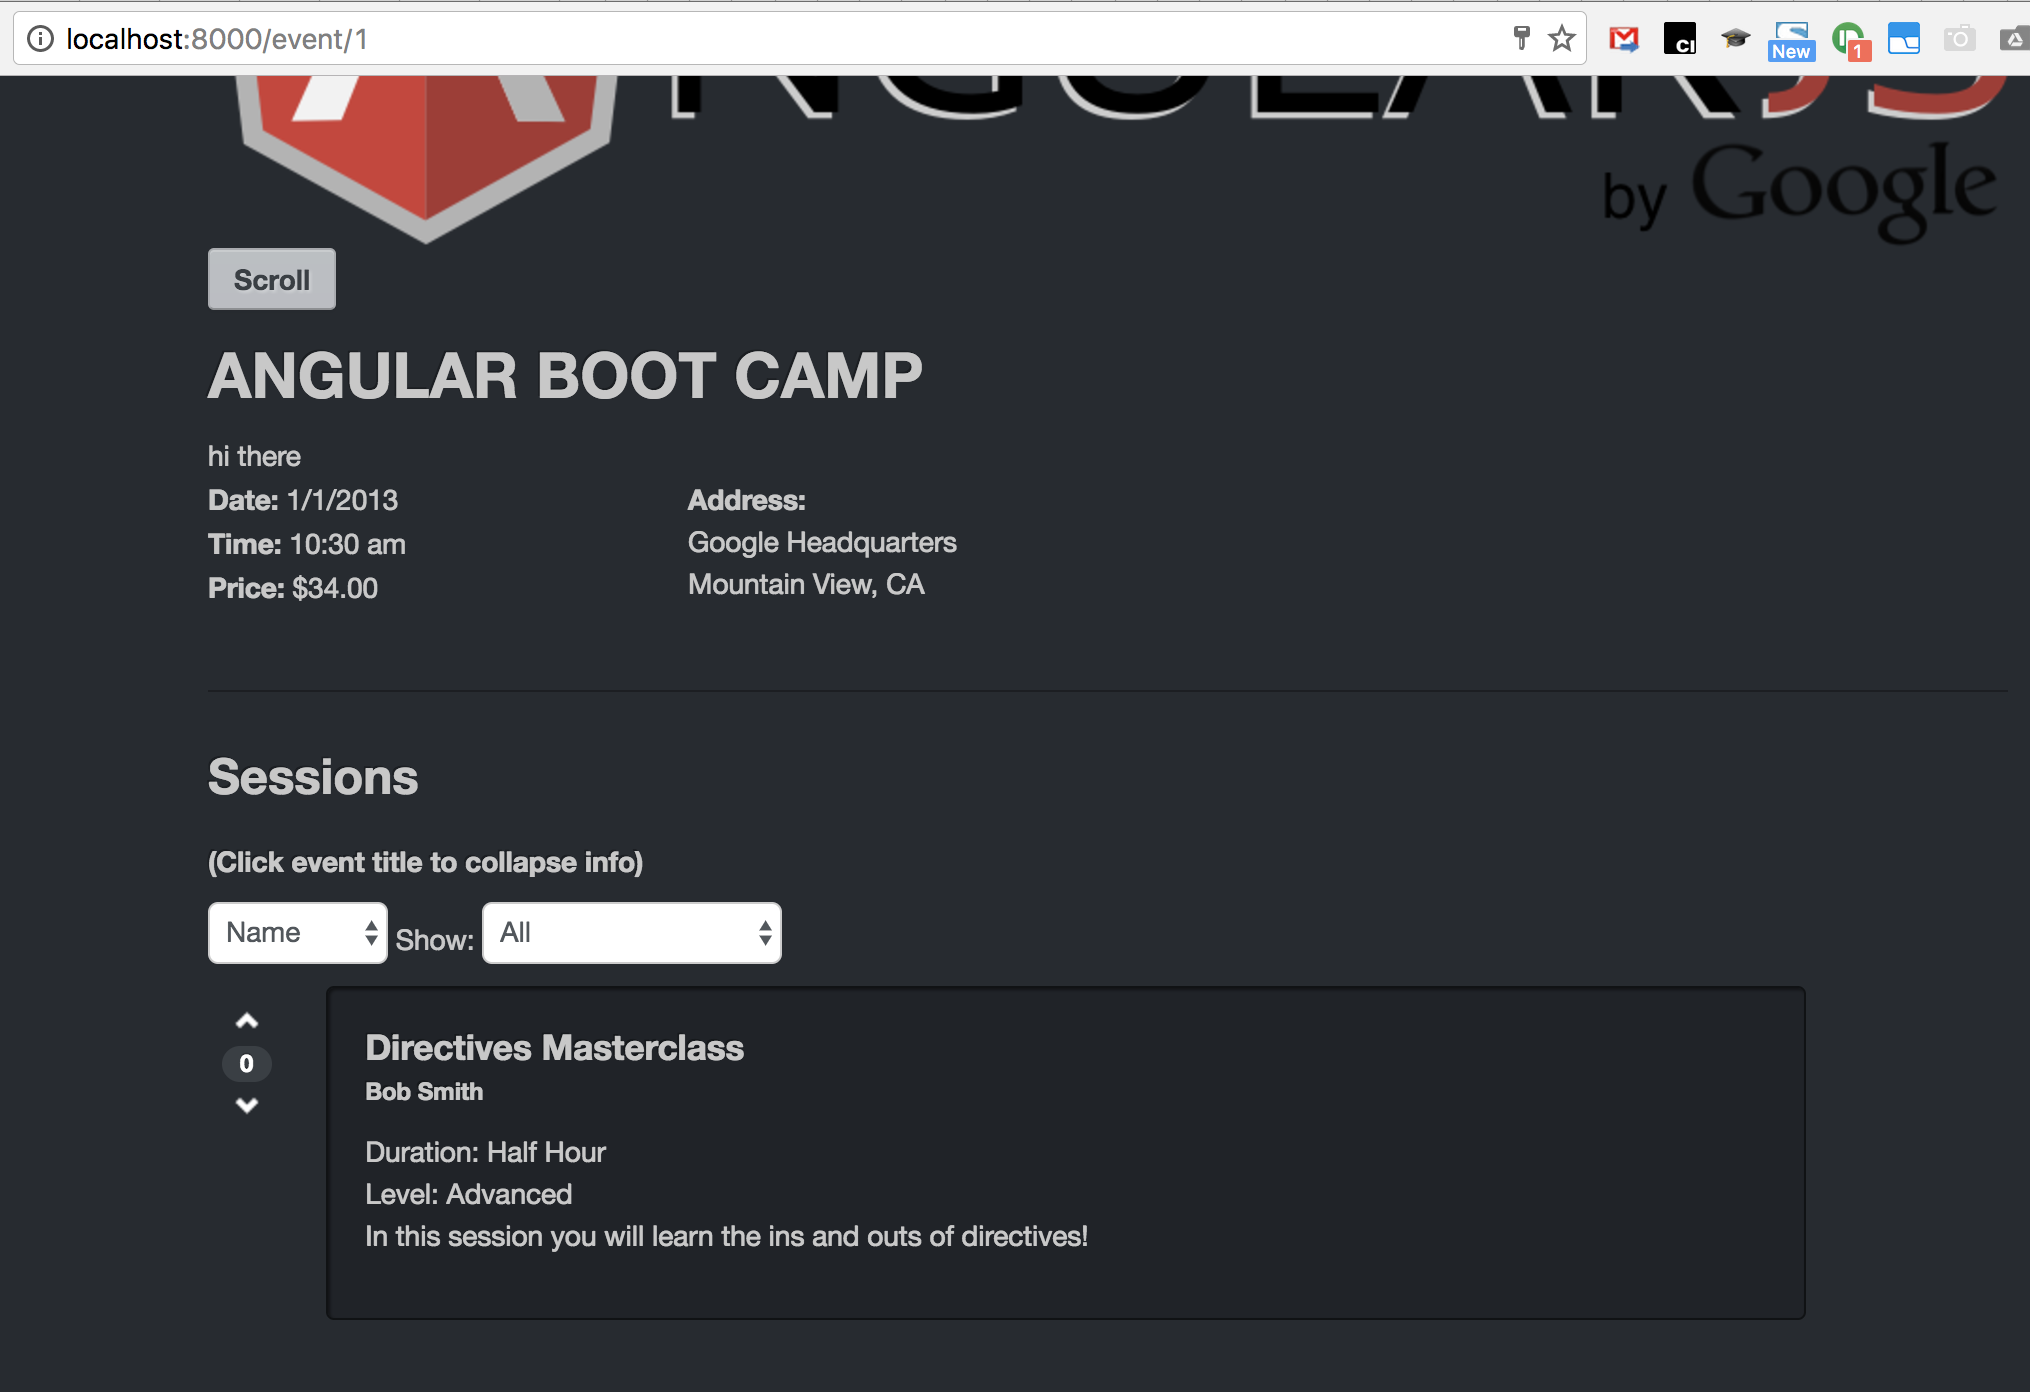 localhost:8000/event/1
CI
New
1
ANGULARJS
by Google
Scroll
ANGULAR BOOT CAMP
hi there
Date: 1/1/2013
Time: 10:30 am
Price: $34.00
Address:
Google Headquarters
Mountain View, CA
Sessions
(Click event title to collapse info)
Name Show: All
0
Directives Masterclass
Bob Smith
Duration: Half Hour
Level: Advanced
In this session you will learn the ins and outs of directives!